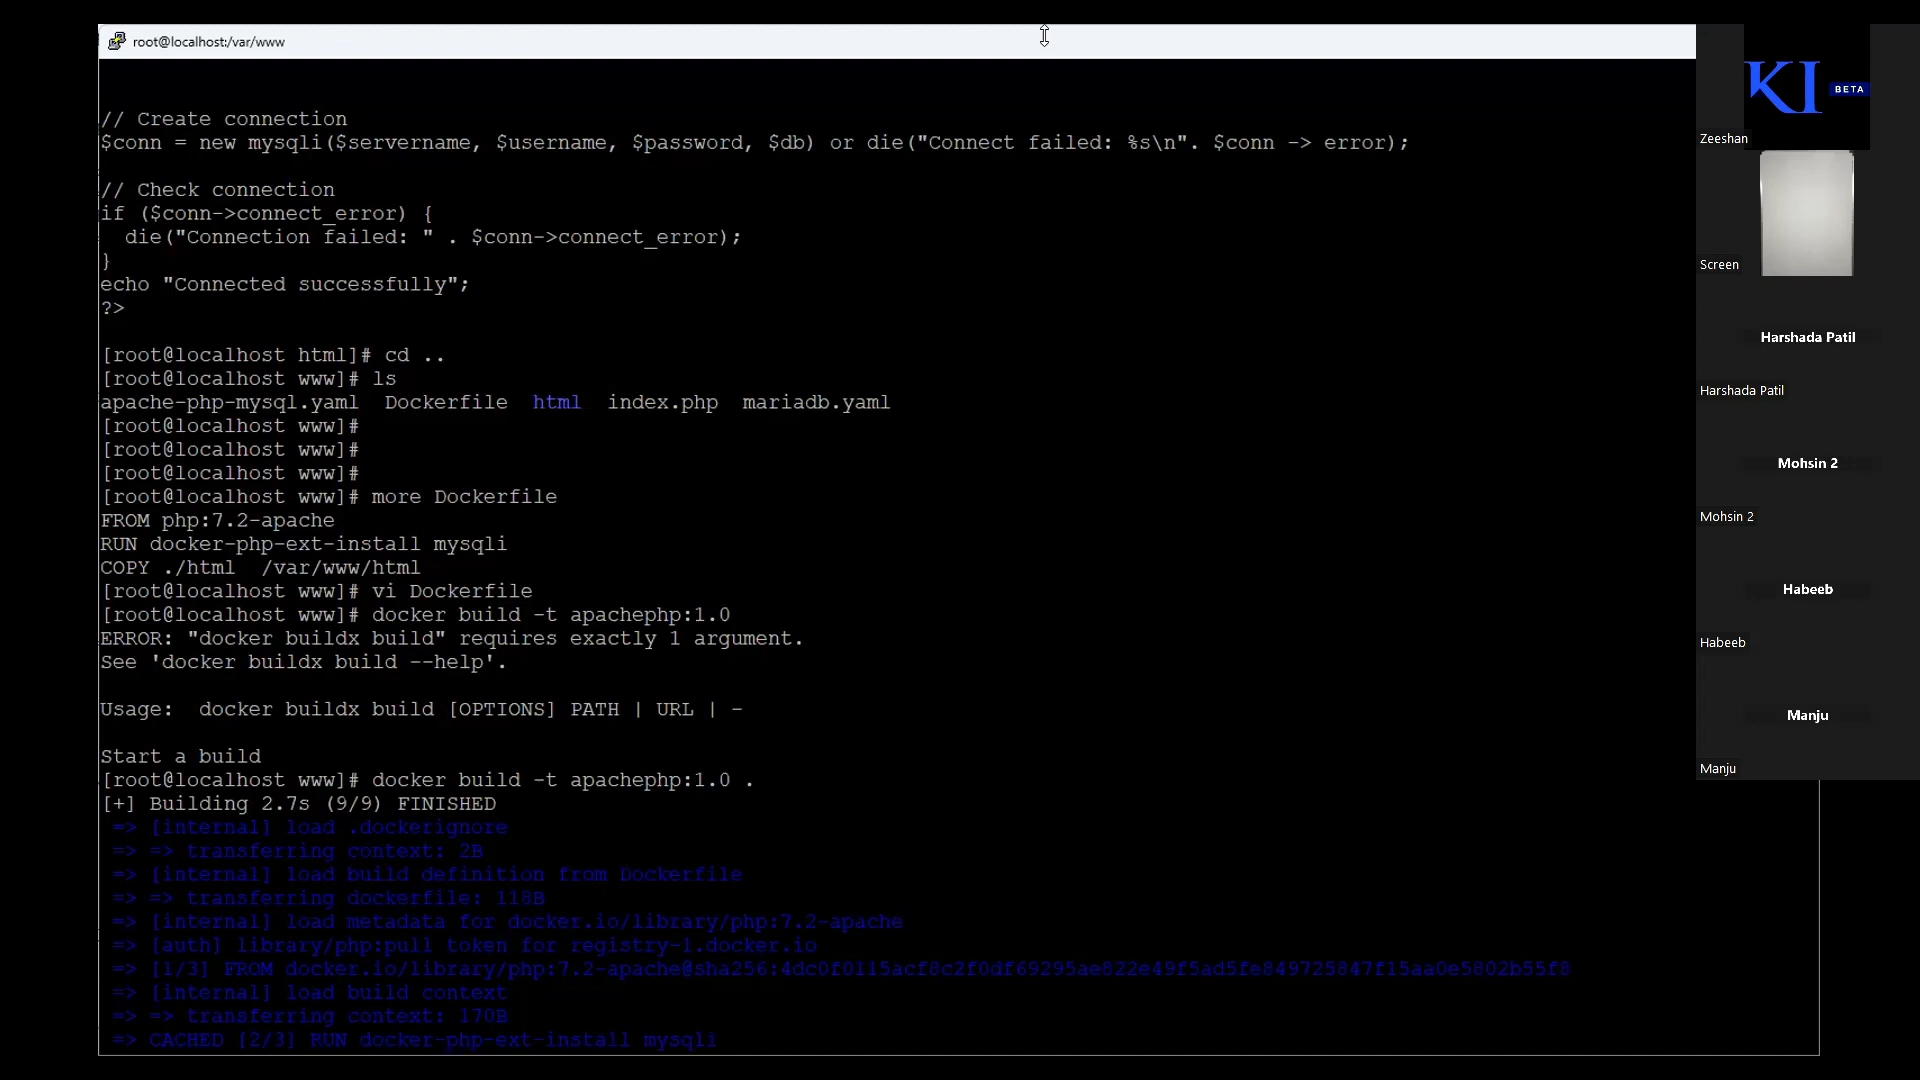 root@localhost:/var/www
// Create connection
$conn = new mysqli($servername, $username, $password, $db) or die("Connect failed: %s\n". $conn -> error);
// Check connection
if ($conn->connect_error) {
  die("Connection failed: " . $conn->connect_error);
}
echo "Connected successfully";
?>
[root@localhost html]# cd ..
[root@localhost www]# ls
apache-php-mysql.yaml  Dockerfile  html  index.php  mariadb.yaml
[root@localhost www]#
[root@localhost www]#
[root@localhost www]#
[root@localhost www]# more Dockerfile
FROM php:7.2-apache
RUN docker-php-ext-install mysqli
COPY ./html  /var/www/html
[root@localhost www]# vi Dockerfile
[root@localhost www]# docker build -t apachephp:1.0
ERROR: "docker buildx build" requires exactly 1 argument.
See 'docker buildx build --help'.
Usage:  docker buildx build [OPTIONS] PATH | URL | -
Start a build
[root@localhost www]# docker build -t apachephp:1.0 .
[+] Building 2.7s (9/9) FINISHED
=> [internal] load .dockerignore
=> => transferring context: 2B
=> [internal] load build definition from Dockerfile
=> => transferring dockerfile: 118B
=> [internal] load metadata for docker.io/library/php:7.2-apache
=> [auth] library/php:pull token for registry-1.docker.io
=> [1/3] FROM docker.io/library/php:7.2-apache@sha256:4dc0f0115acf8c2f0df69295ae822e49f5ad5fe849725847f15aa0e5802b55f8
=> [internal] load build context
=> => transferring context: 170B
=> CACHED [2/3] RUN docker-php-ext-install mysqli
KI BETA
Zeeshan
Screen
Harshada Patil
Harshada Patil
Mohsin 2
Mohsin 2
Habeeb
Habeeb
Manju
Manju